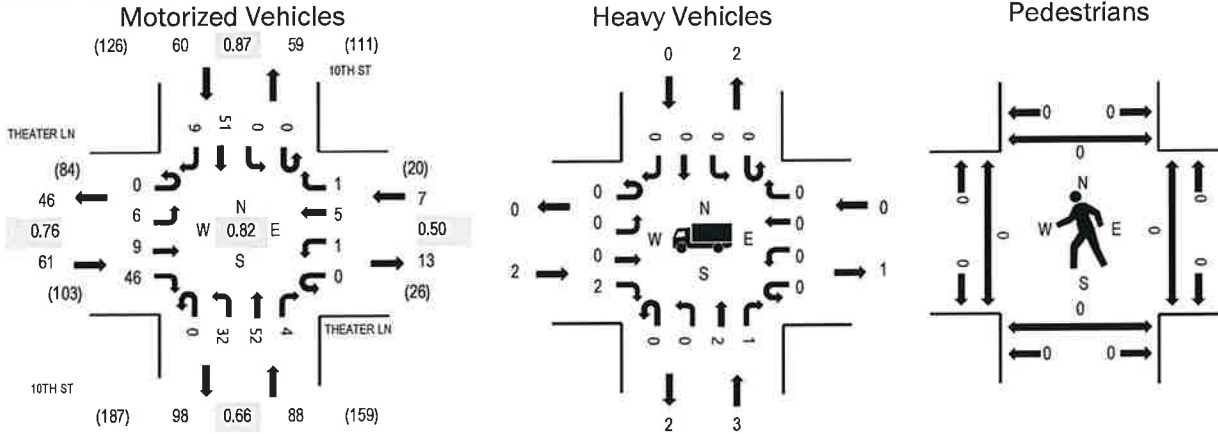 Motorized Vehicles
Heavy Vehicles
Pedestrians
(126) 60 0.87 59 (111)
10TH ST
THEATER LN
9 51 0 0
(84)
46
0.76
61
(103)
0
6
9
46
N
W 0.82 E
S
1
5
1
0
(20)
7
0.50
13
(26)
0 32 52 4
THEATER LN
10TH ST
(187) 98 0.66 88 (159)
0 2
0 0 0 0
0
2
0
0
0
2
N
W E
S
0
0
0
0
0
1
0 0 2 1
2 3
0 0
0
0 0
N
W E
S
0 0
0 0
0
0 0